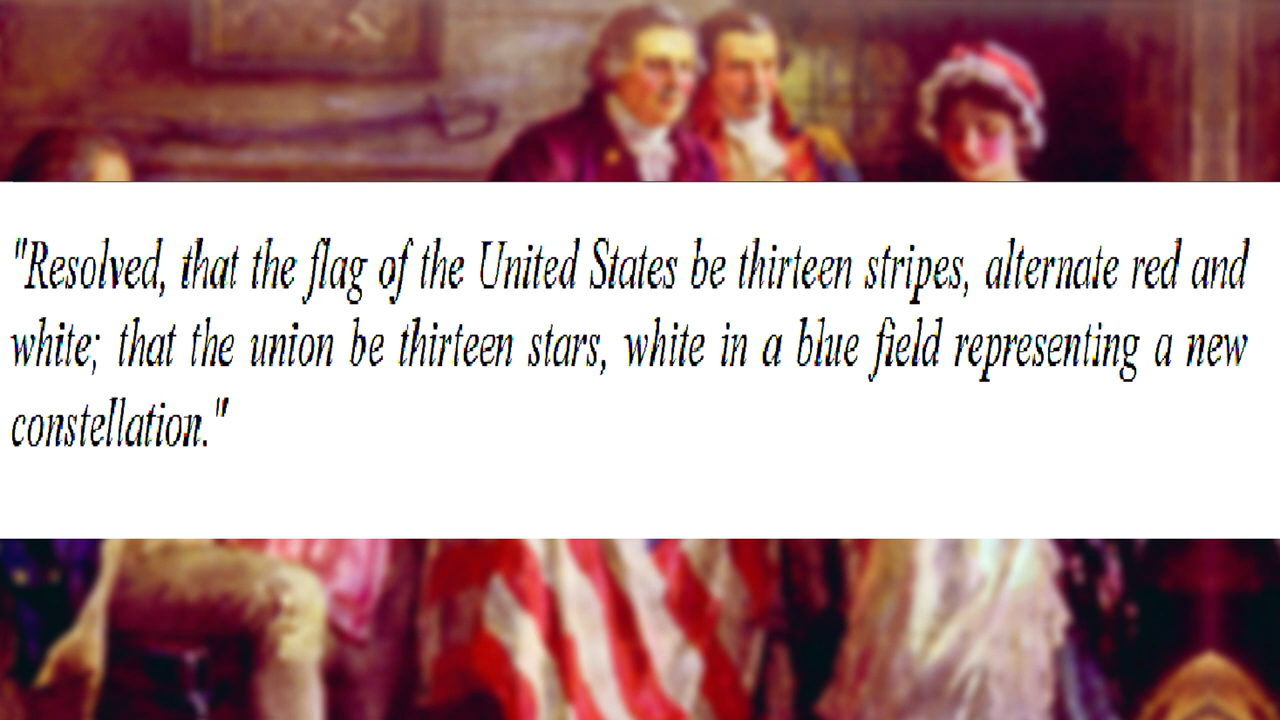 "Resolved, that the flag of the United States be thirteen stripes, alternate red and
white; that the union be thirteen stars, white in a blue field representing a new
constellation."